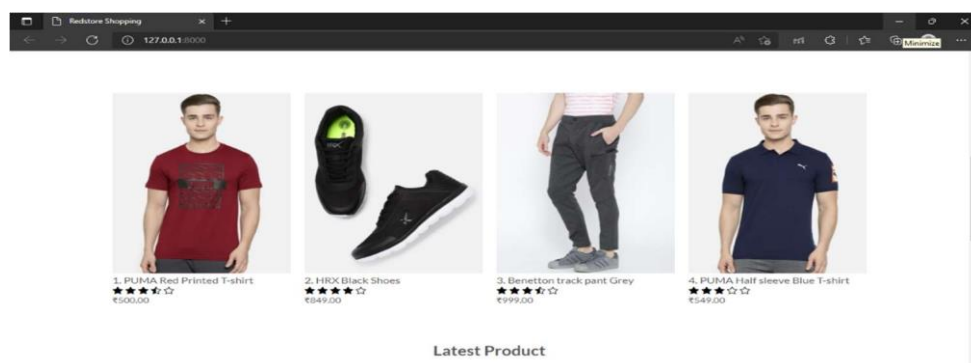 Redstore Shopping
127.0.0.1:8000
Minimize
HRX
1. PUMA Red Printed T-shirt
2. HRX Black Shoes
3. Benetton track pant Grey
4. PUMA Half sleeve Blue T-shirt
₹500.00
₹849.00
₹999.00
₹549.00
Latest Product